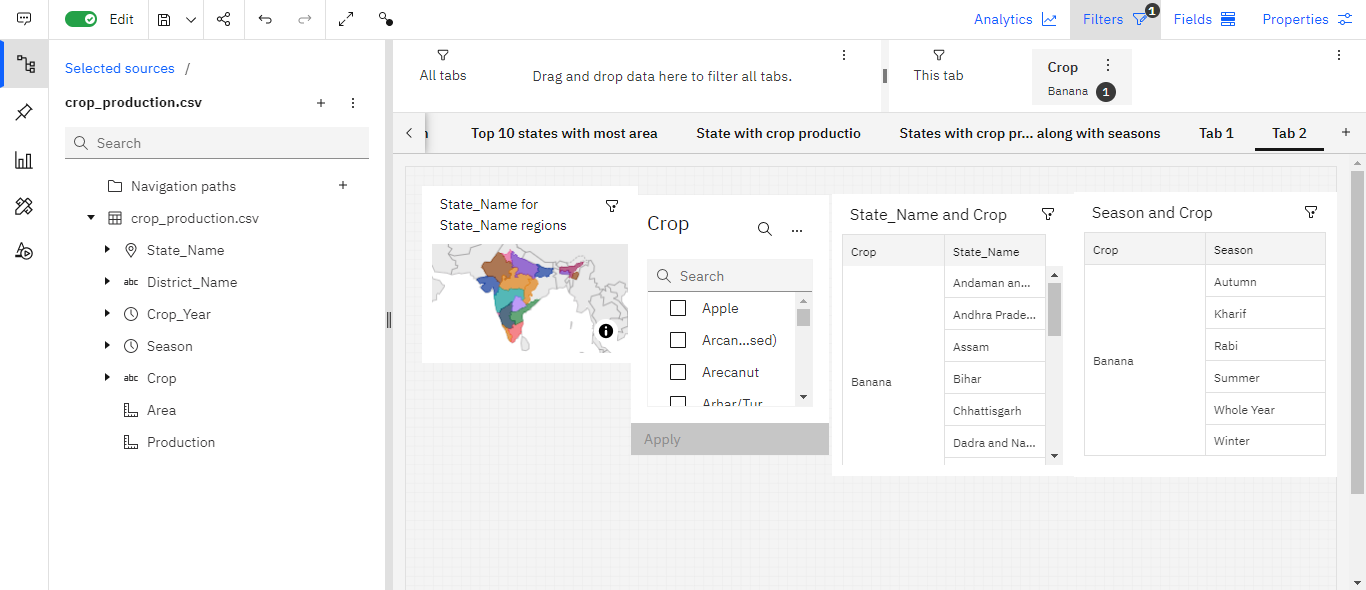 Edit
Analytics
Filters
1
Fields
Properties
Selected sources /
crop_production.csv
Search
Navigation paths
crop_production.csv
State_Name
abc District_Name
Crop_Year
Season
abc Crop
Area
Production
All tabs
Drag and drop data here to filter all tabs.
This tab
Crop
Banana 1
Top 10 states with most area
State with crop productio
States with crop pr... along with seasons
Tab 1
Tab 2
State_Name for
State_Name regions
Crop
Search
Apple
Arcan...sed)
Arecanut
Arhar/Tur
Apply
State_Name and Crop
Crop State_Name
Banana
Andaman an...
Andhra Prade...
Assam
Bihar
Chhattisgarh
Dadra and Na...
Season and Crop
Crop Season
Banana
Autumn
Kharif
Rabi
Summer
Whole Year
Winter